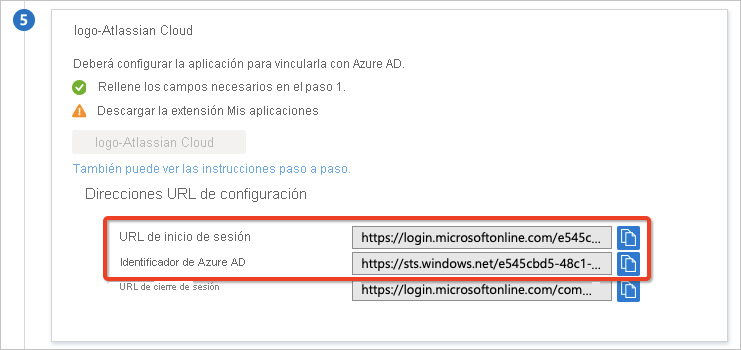 5
logo-Atlassian Cloud
Deberá configurar la aplicación para vincularla con Azure AD.
Rellene los campos necesarios en el paso 1.
Descargar la extensión Mis aplicaciones
logo-Atlassian Cloud
También puede ver las instrucciones paso a paso.
Direcciones URL de configuración
URL de inicio de sesión https://login.microsoftonline.com/e545c...
Identificador de Azure AD https://sts.windows.net/e545cbd5-48c1-...
URL de cierre de sesión https://login.microsoftonline.com/com...